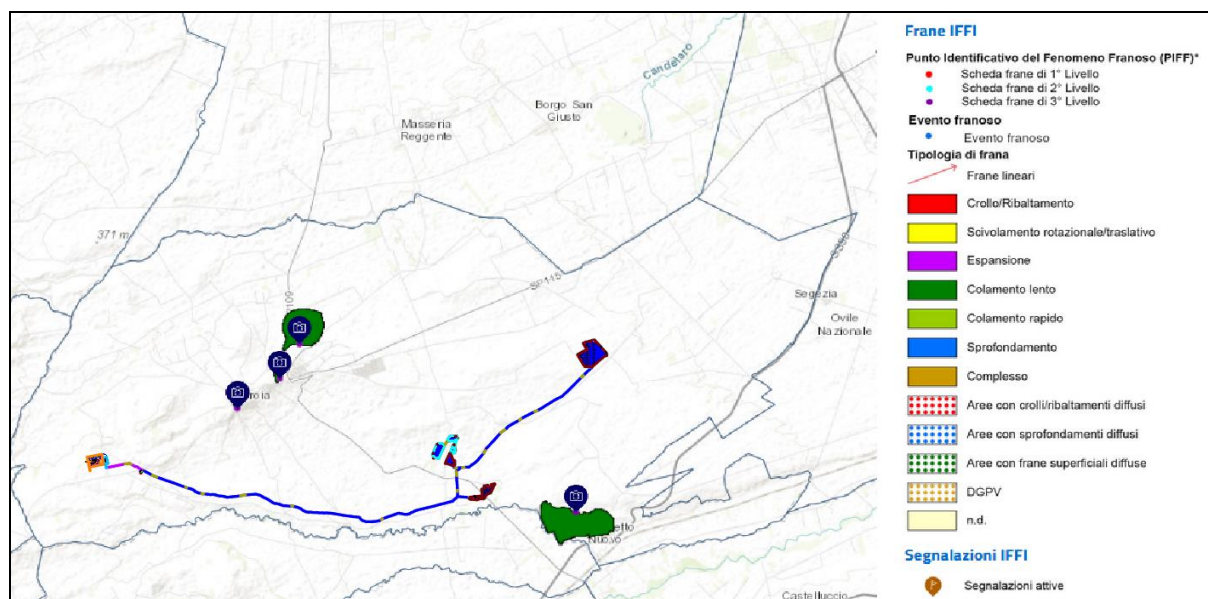 Candelaro
Borgo San
Giusto
Masseria
Reggente
371 m
SP115
Segezia
Ovile
Nazionale
Castelluccio
Frane IFFI
Punto Identificativo del Fenomeno Franoso (PIFF)*
Scheda frane di 1° Livello
Scheda frane di 2° Livello
Scheda frane di 3° Livello
Evento franoso
Evento franoso
Tipologia di frana
Frane lineari
Crollo/Ribaltamento
Scivolamento rotazionale/traslativo
Espansione
Colamento lento
Colamento rapido
Sprofondamento
Complesso
Aree con crolli/ribaltamenti diffusi
Aree con sprofondamenti diffusi
Aree con frane superficiali diffuse
DGPV
n.d.
Segnalazioni IFFI
Segnalazioni attive